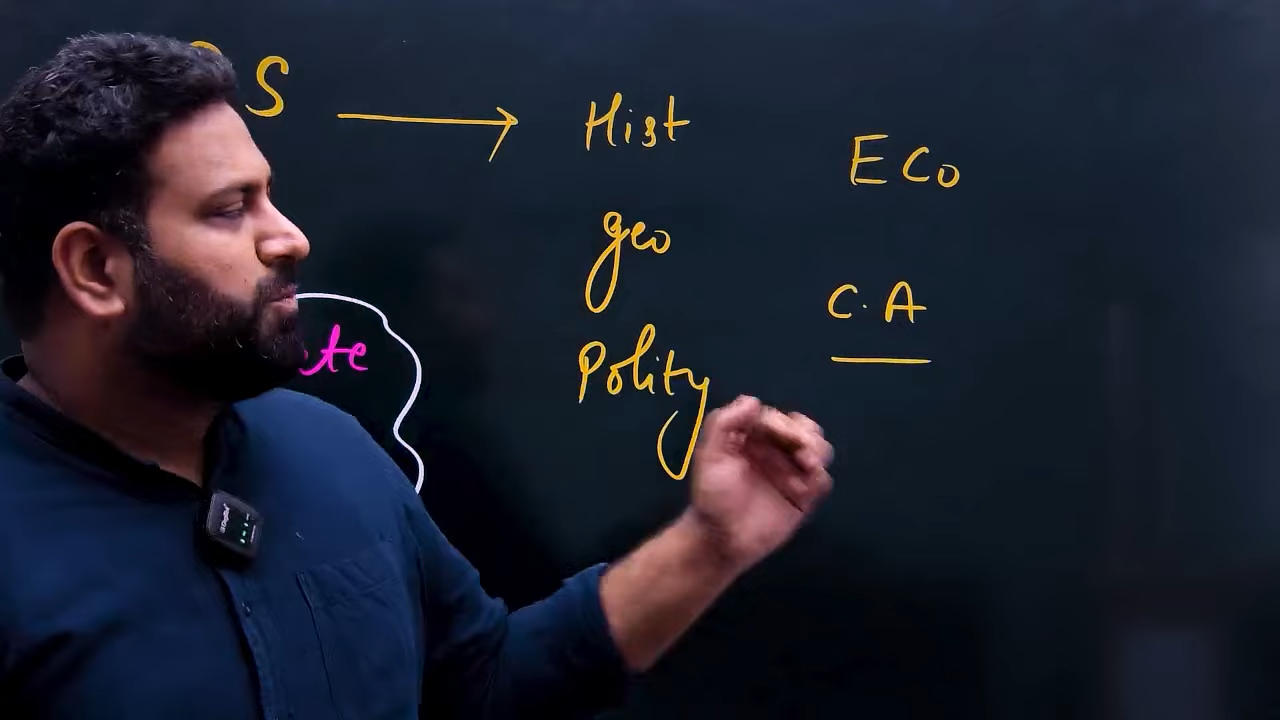 S → Hist
ECo
geo
C.A
Polity